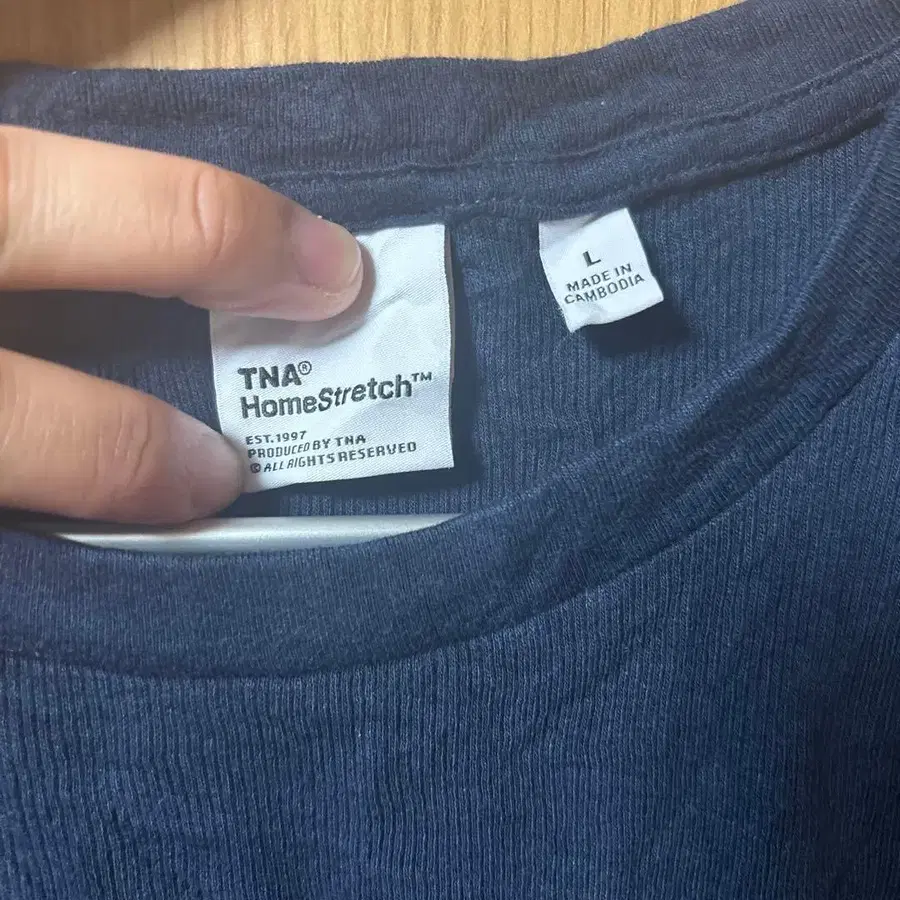 TNA®
HomeStretch™
EST.1997
PRODUCED BY TNA
© ALL RIGHTS RESERVED
L
MADE IN
CAMBODIA